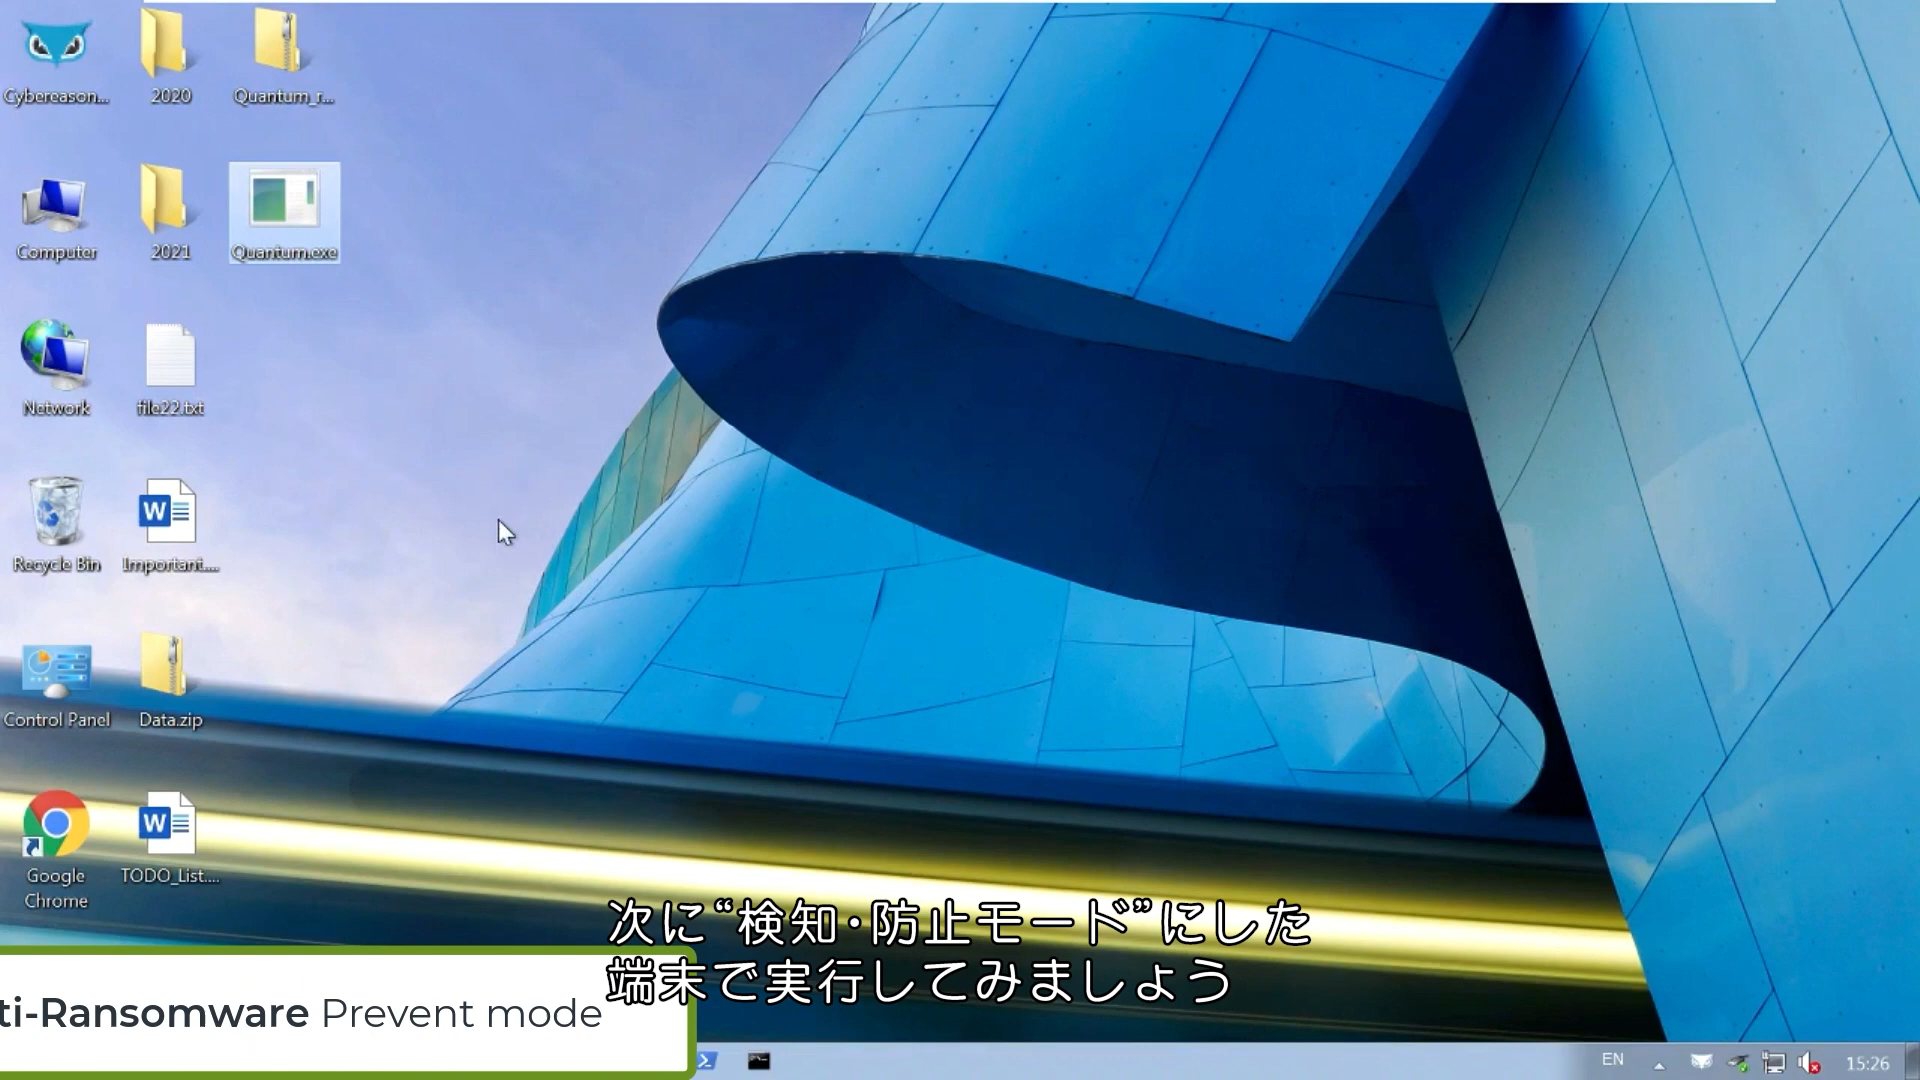 Cybereason...
2020
Quantum_r...
Computer
2021
Quantum.exe
Network
file22.txt
Recycle Bin
Important....
Control Panel
Data.zip
Google
Chrome
TODO_List....
次に“検知・防止モード”にした
端末で実行してみましょう
ti-Ransomware Prevent mode
EN
15:26